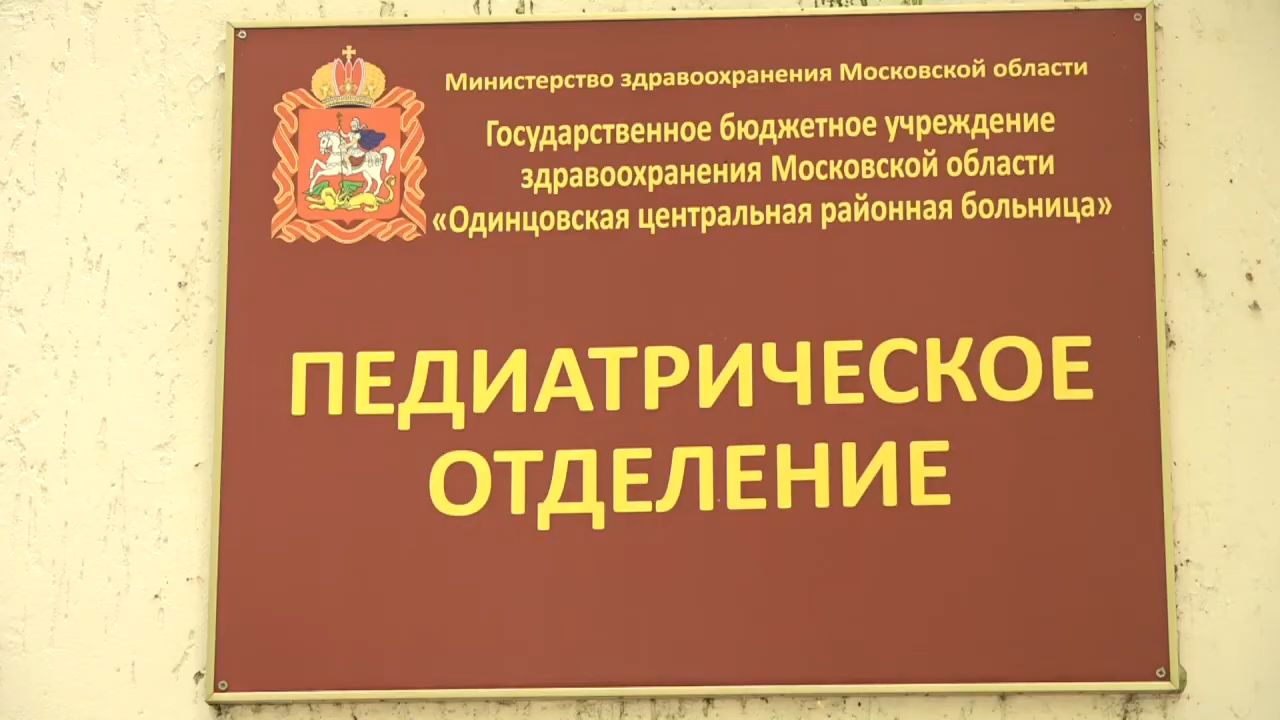 Министерство здравоохранения Московской области
Государственное бюджетное учреждение
здравоохранения Московской области
«Одинцовская центральная районная больница»
ПЕДИАТРИЧЕСКОЕ
ОТДЕЛЕНИЕ